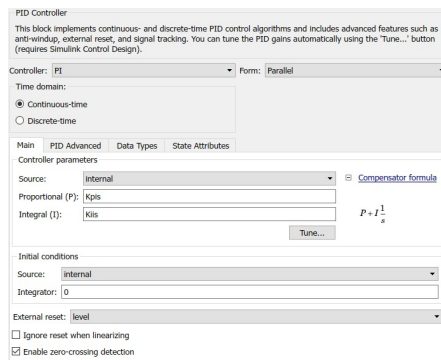 PID Controller
This block implements continuous- and discrete-time PID control algorithms and includes advanced features such as
anti-windup, external reset, and signal tracking. You can tune the PID gains automatically using the 'Tune...' button
(requires Simulink Control Design).
Controller: PI Form: Parallel
Time domain:
Continuous-time
Discrete-time
Main PID Advanced Data Types State Attributes
Controller parameters
Source: internal Compensator formula
Proportional (P): Kpis
Integral (I): Kiis
P+I 1/s
Tune...
Initial conditions
Source: internal
Integrator: 0
External reset: level
Ignore reset when linearizing
Enable zero-crossing detection